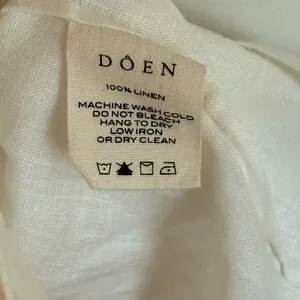 DÔEN
100% LINEN
MACHINE WASH COLD
DO NOT BLEACH
HANG TO DRY
LOW IRON
OR DRY CLEAN